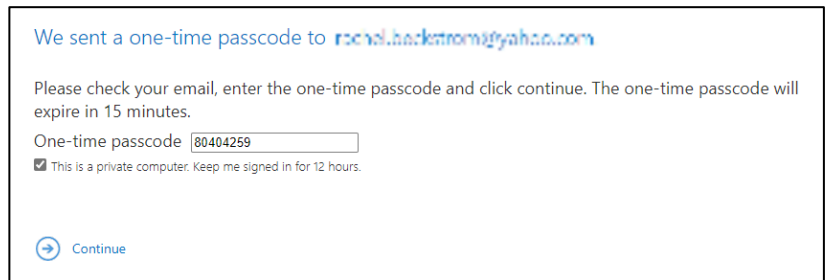 We sent a one-time passcode to
Please check your email, enter the one-time passcode and click continue. The one-time passcode will
expire in 15 minutes.
One-time passcode 80404259
This is a private computer. Keep me signed in for 12 hours.
Continue